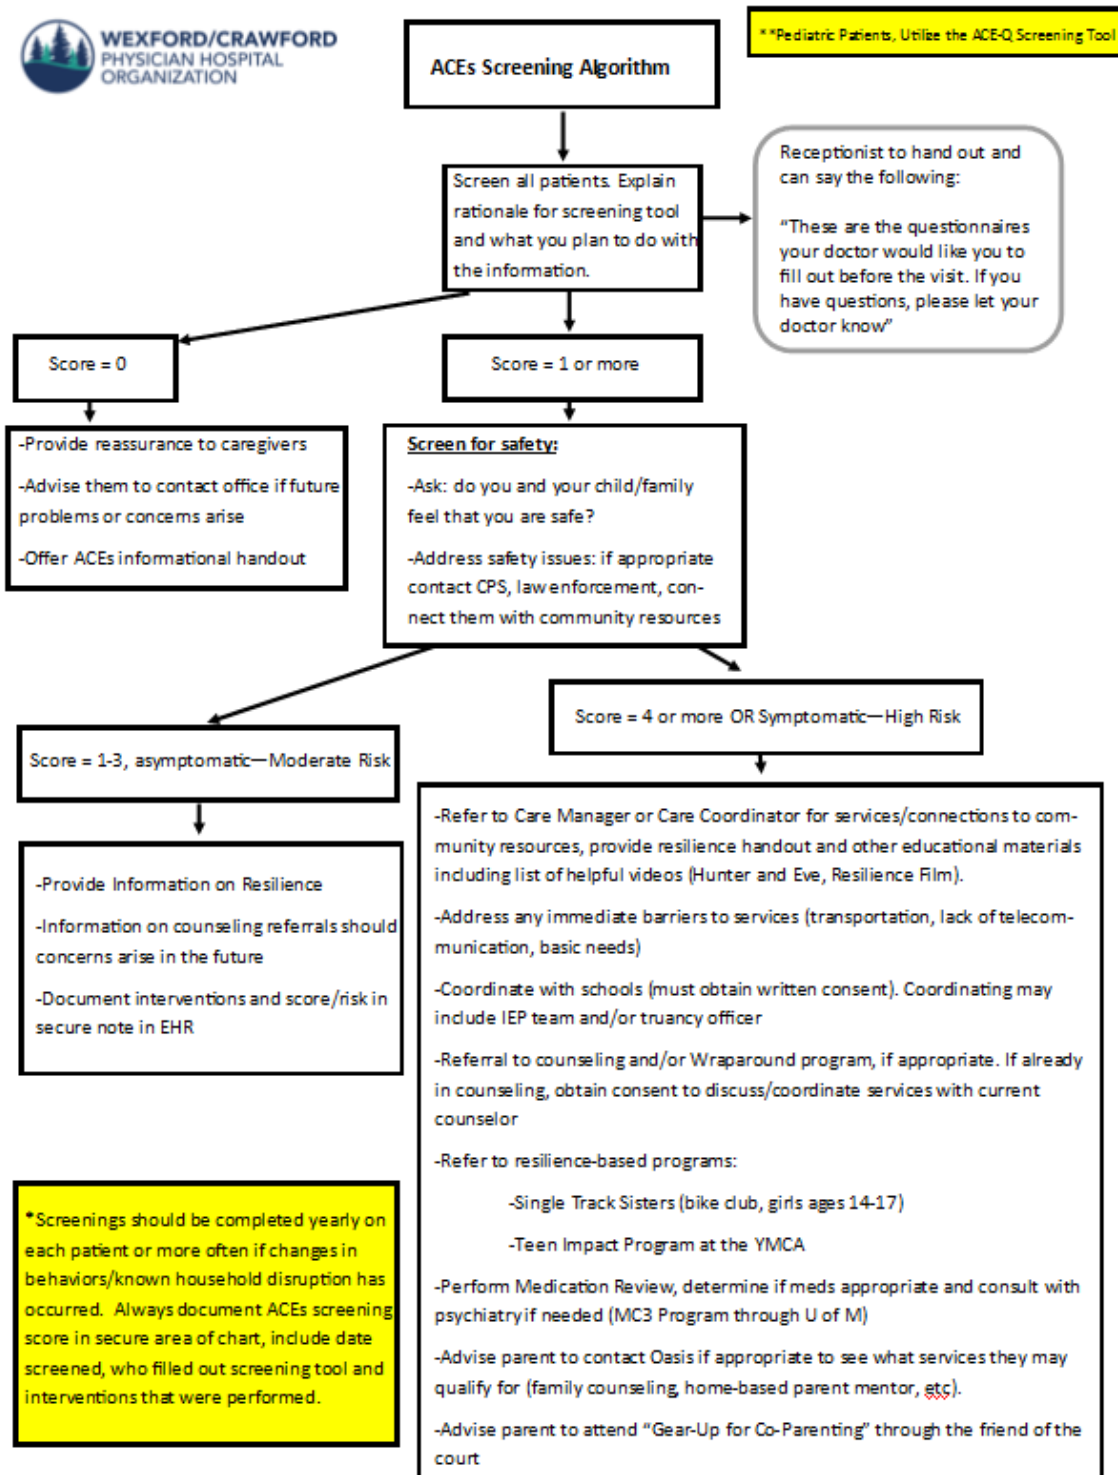 WEXFORD/CRAWFORD
PHYSICIAN HOSPITAL
ORGANIZATION
ACEs Screening Algorithm
**Pediatric Patients, Utilize the ACE-Q Screening Tool
Screen all patients. Explain
rationale for screening tool
and what you plan to do with
the information.
Receptionist to hand out and
can say the following:
“These are the questionnaires
your doctor would like you to
fill out before the visit. If you
have questions, please let your
doctor know”
Score = 0
Score = 1 or more
-Provide reassurance to caregivers
-Advise them to contact office if future
problems or concerns arise
-Offer ACEs informational handout
Screen for safety:
-Ask: do you and your child/family
feel that you are safe?
-Address safety issues: if appropriate
contact CPS, law enforcement, con-
nect them with community resources
Score = 1-3, asymptomatic—Moderate Risk
Score = 4 or more OR Symptomatic—High Risk
-Provide Information on Resilience
-Information on counseling referrals should
concerns arise in the future
-Document interventions and score/risk in
secure note in EHR
-Refer to Care Manager or Care Coordinator for services/connections to com-
munity resources, provide resilience handout and other educational materials
including list of helpful videos (Hunter and Eve, Resilience Film).
-Address any immediate barriers to services (transportation, lack of telecom-
munication, basic needs)
-Coordinate with schools (must obtain written consent). Coordinating may
include IEP team and/or truancy officer
-Referral to counseling and/or Wraparound program, if appropriate. If already
in counseling, obtain consent to discuss/coordinate services with current
counselor
-Refer to resilience-based programs:
-Single Track Sisters (bike club, girls ages 14-17)
-Teen Impact Program at the YMCA
-Perform Medication Review, determine if meds appropriate and consult with
psychiatry if needed (MC3 Program through U of M)
-Advise parent to contact Oasis if appropriate to see what services they may
qualify for (family counseling, home-based parent mentor, etc).
-Advise parent to attend “Gear-Up for Co-Parenting” through the friend of the
court
*Screenings should be completed yearly on
each patient or more often if changes in
behaviors/known household disruption has
occurred. Always document ACEs screening
score in secure area of chart, include date
screened, who filled out screening tool and
interventions that were performed.